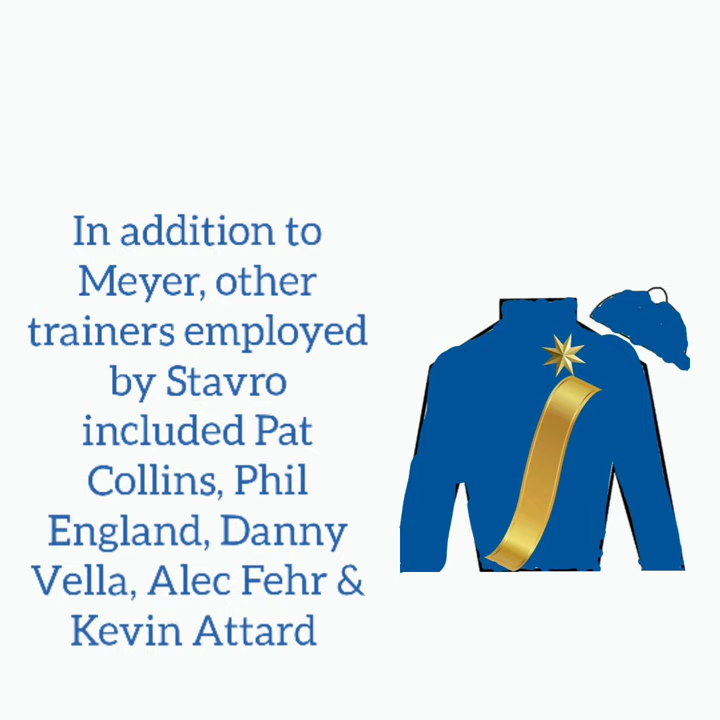 In addition to
Meyer, other
trainers employed
by Stavro
included Pat
Collins, Phil
England, Danny
Vella, Alec Fehr &
Kevin Attard